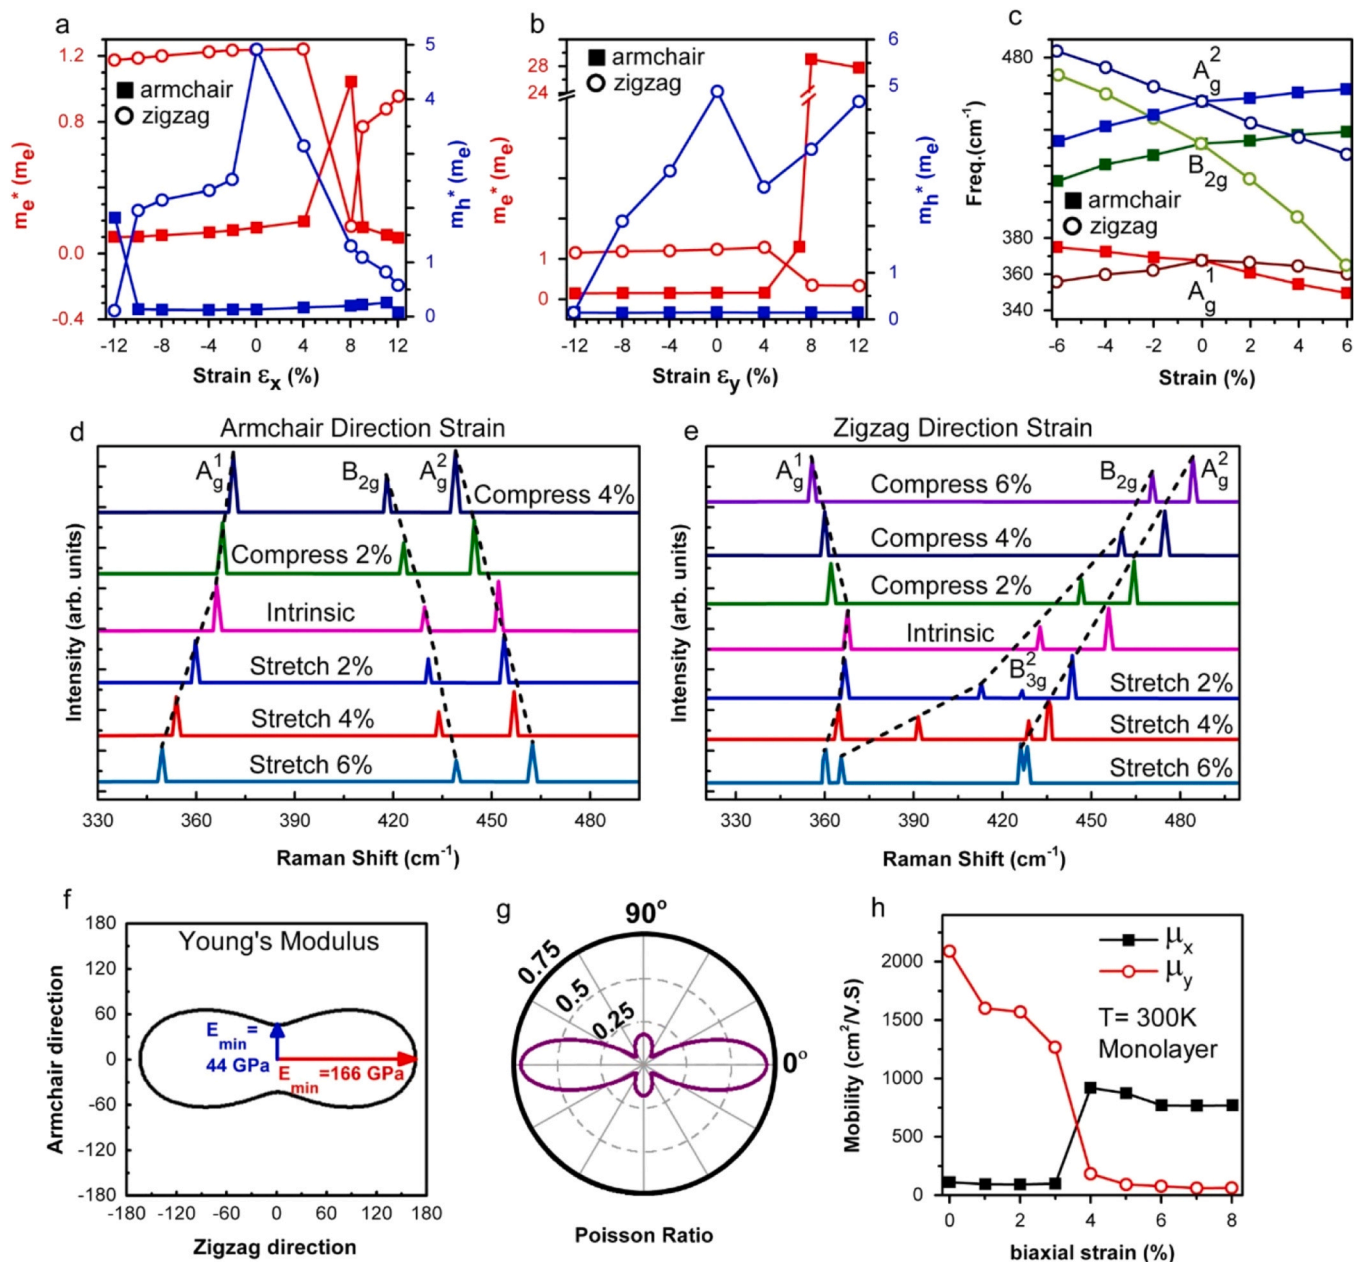 a
1.2
0.8
0.4
0.0
-0.4
5
4
1
0
armchair
zigzag
-12 -8 -4 0 4 8 12
m_e* (m_e)
m_h* (m_e)
Strain ε_x (%)
b
28
24
1
0
6
5
1
0
armchair
zigzag
-12 -8 -4 0 4 8 12
m_e* (m_e)
m_h* (m_e)
Strain ε_y (%)
c
480
380
360
340
A_g^2
B_2g
armchair
zigzag
A_g^1
-6 -4 -2 0 2 4 6
Freq.(cm⁻¹)
Strain (%)
d
Armchair Direction Strain
A_g^1
B_2g
A_g^2
Compress 4%
Compress 2%
Intrinsic
Stretch 2%
Stretch 4%
Stretch 6%
330 360 390 420 450 480
Intensity (arb. units)
Raman Shift (cm⁻¹)
e
Zigzag Direction Strain
A_g^1
B_2g
A_g^2
Compress 6%
Compress 4%
Compress 2%
Intrinsic
B_3g^2
Stretch 2%
Stretch 4%
Stretch 6%
330 360 390 420 450 480
Intensity (arb. units)
Raman Shift (cm⁻¹)
f
180
120
60
0
-60
-120
-180
Young's Modulus
E_min =
44 GPa
E_min =166 GPa
-180 -120 -60 0 60 120 180
Armchair direction
Zigzag direction
g
90°
0.75
0.5
0.25
0°
Poisson Ratio
h
2000
1500
1000
500
0
μ_x
μ_y
T= 300K
Monolayer
0 2 4 6 8
Mobility (cm²/V.S)
biaxial strain (%)